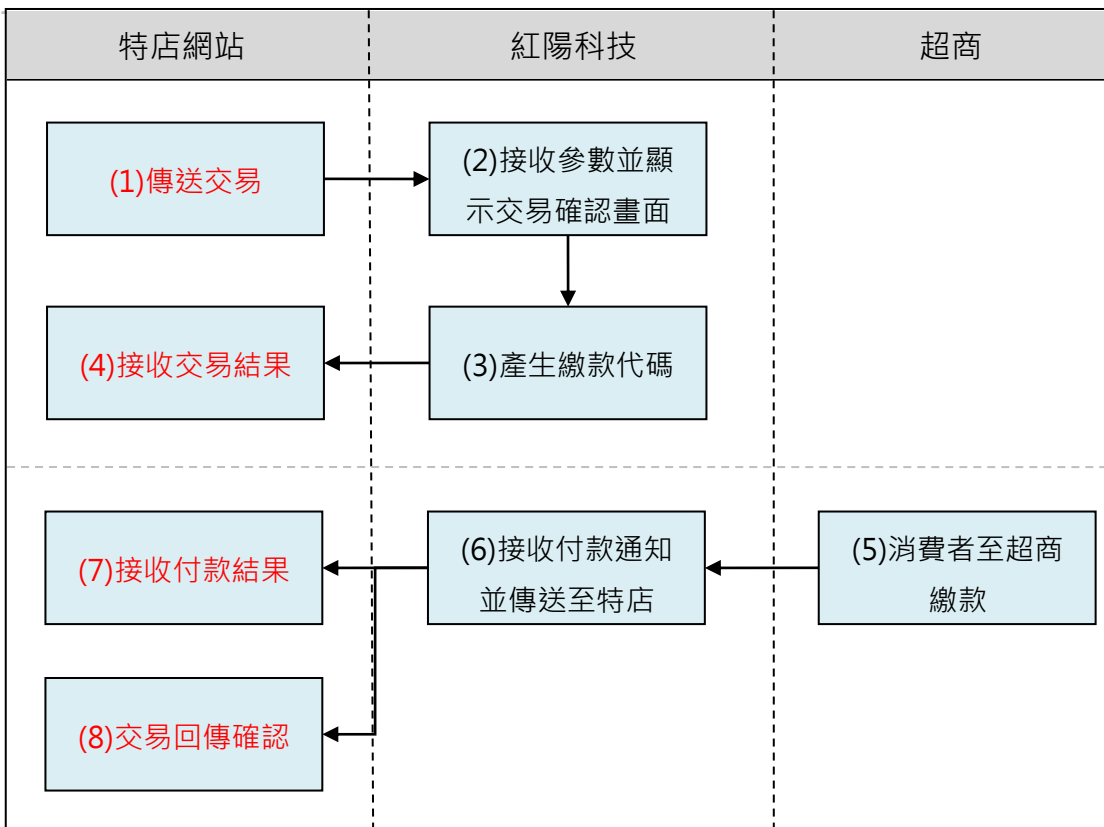 特店網站
紅陽科技
超商
(1)傳送交易
(2)接收參數並顯
示交易確認畫面
(4)接收交易結果
(3)產生繳款代碼
(7)接收付款結果
(6)接收付款通知
並傳送至特店
(5)消費者至超商
繳款
(8)交易回傳確認